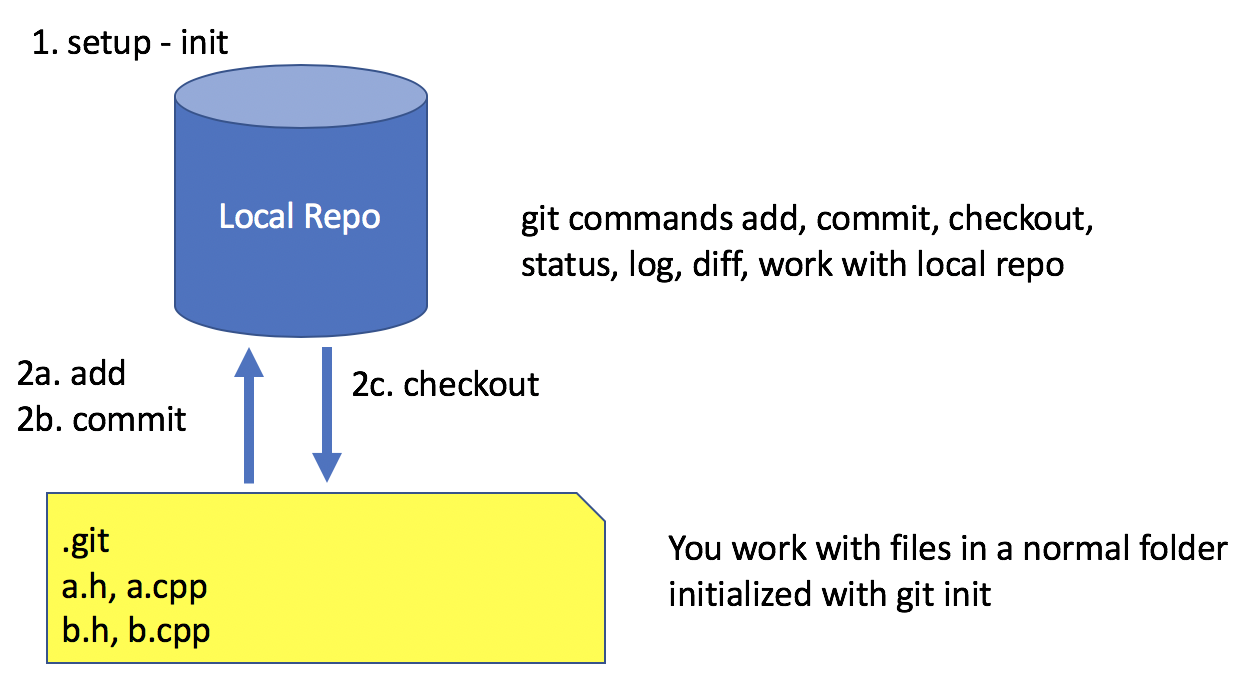 1. setup - init
Local Repo
git commands add, commit, checkout,
status, log, diff, work with local repo
2a. add
2b. commit
2c. checkout
.git
a.h, a.cpp
b.h, b.cpp
You work with files in a normal folder
initialized with git init